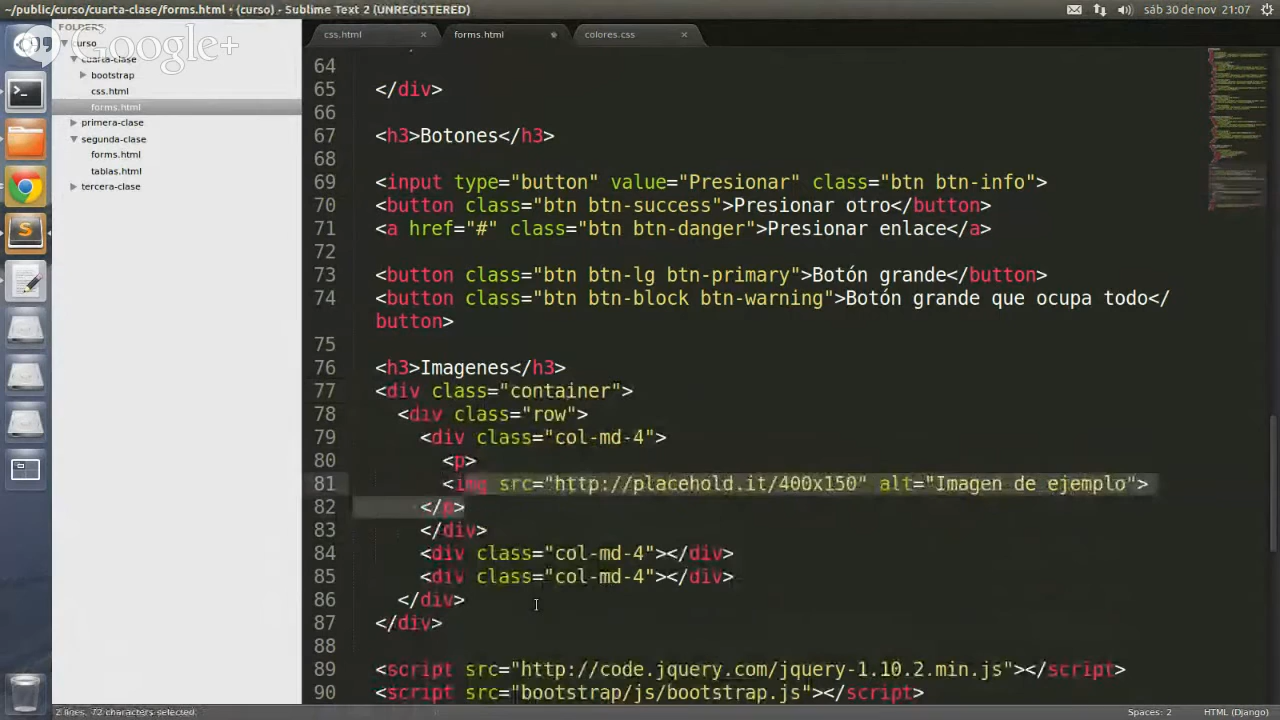 ~/public/curso/cuarta-clase/forms.html • (curso) - Sublime Text 2 (UNREGISTERED)
sáb 30 de nov 21:07
FOLDERS
Google+
curso
cuarta-clase
bootstrap
css.html
forms.html
primera-clase
segunda-clase
forms.html
tablas.html
tercera-clase
css.html
forms.html
colores.css
64
65 </div>
66
67 <h3>Botones</h3>
68
69 <input type="button" value="Presionar" class="btn btn-info">
70 <button class="btn btn-success">Presionar otro</button>
71 <a href="#" class="btn btn-danger">Presionar enlace</a>
72
73 <button class="btn btn-lg btn-primary">Botón grande</button>
74 <button class="btn btn-block btn-warning">Botón grande que ocupa todo</
button>
75
76 <h3>Imagenes</h3>
77 <div class="container">
78 <div class="row">
79 <div class="col-md-4">
80 <p>
81 <img src="http://placehold.it/400x150" alt="Imagen de ejemplo">
82 </p>
83 </div>
84 <div class="col-md-4"></div>
85 <div class="col-md-4"></div>
86 </div>
87 </div>
88
89 <script src="http://code.jquery.com/jquery-1.10.2.min.js"></script>
90 <script src="bootstrap/js/bootstrap.js"></script>
2 lines, 72 characters selected
Spaces: 2
HTML (Django)